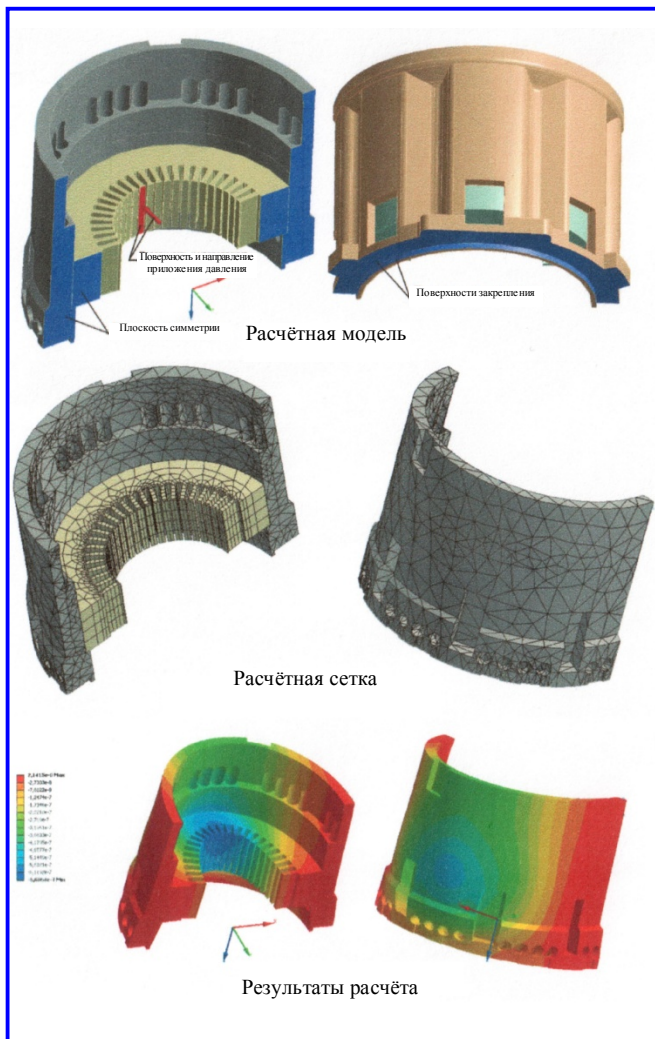 Поверхность и направление
приложения давления
Поверхности закрепления
Плоскость симметрии
Расчётная модель
Расчётная сетка
Результаты расчёта